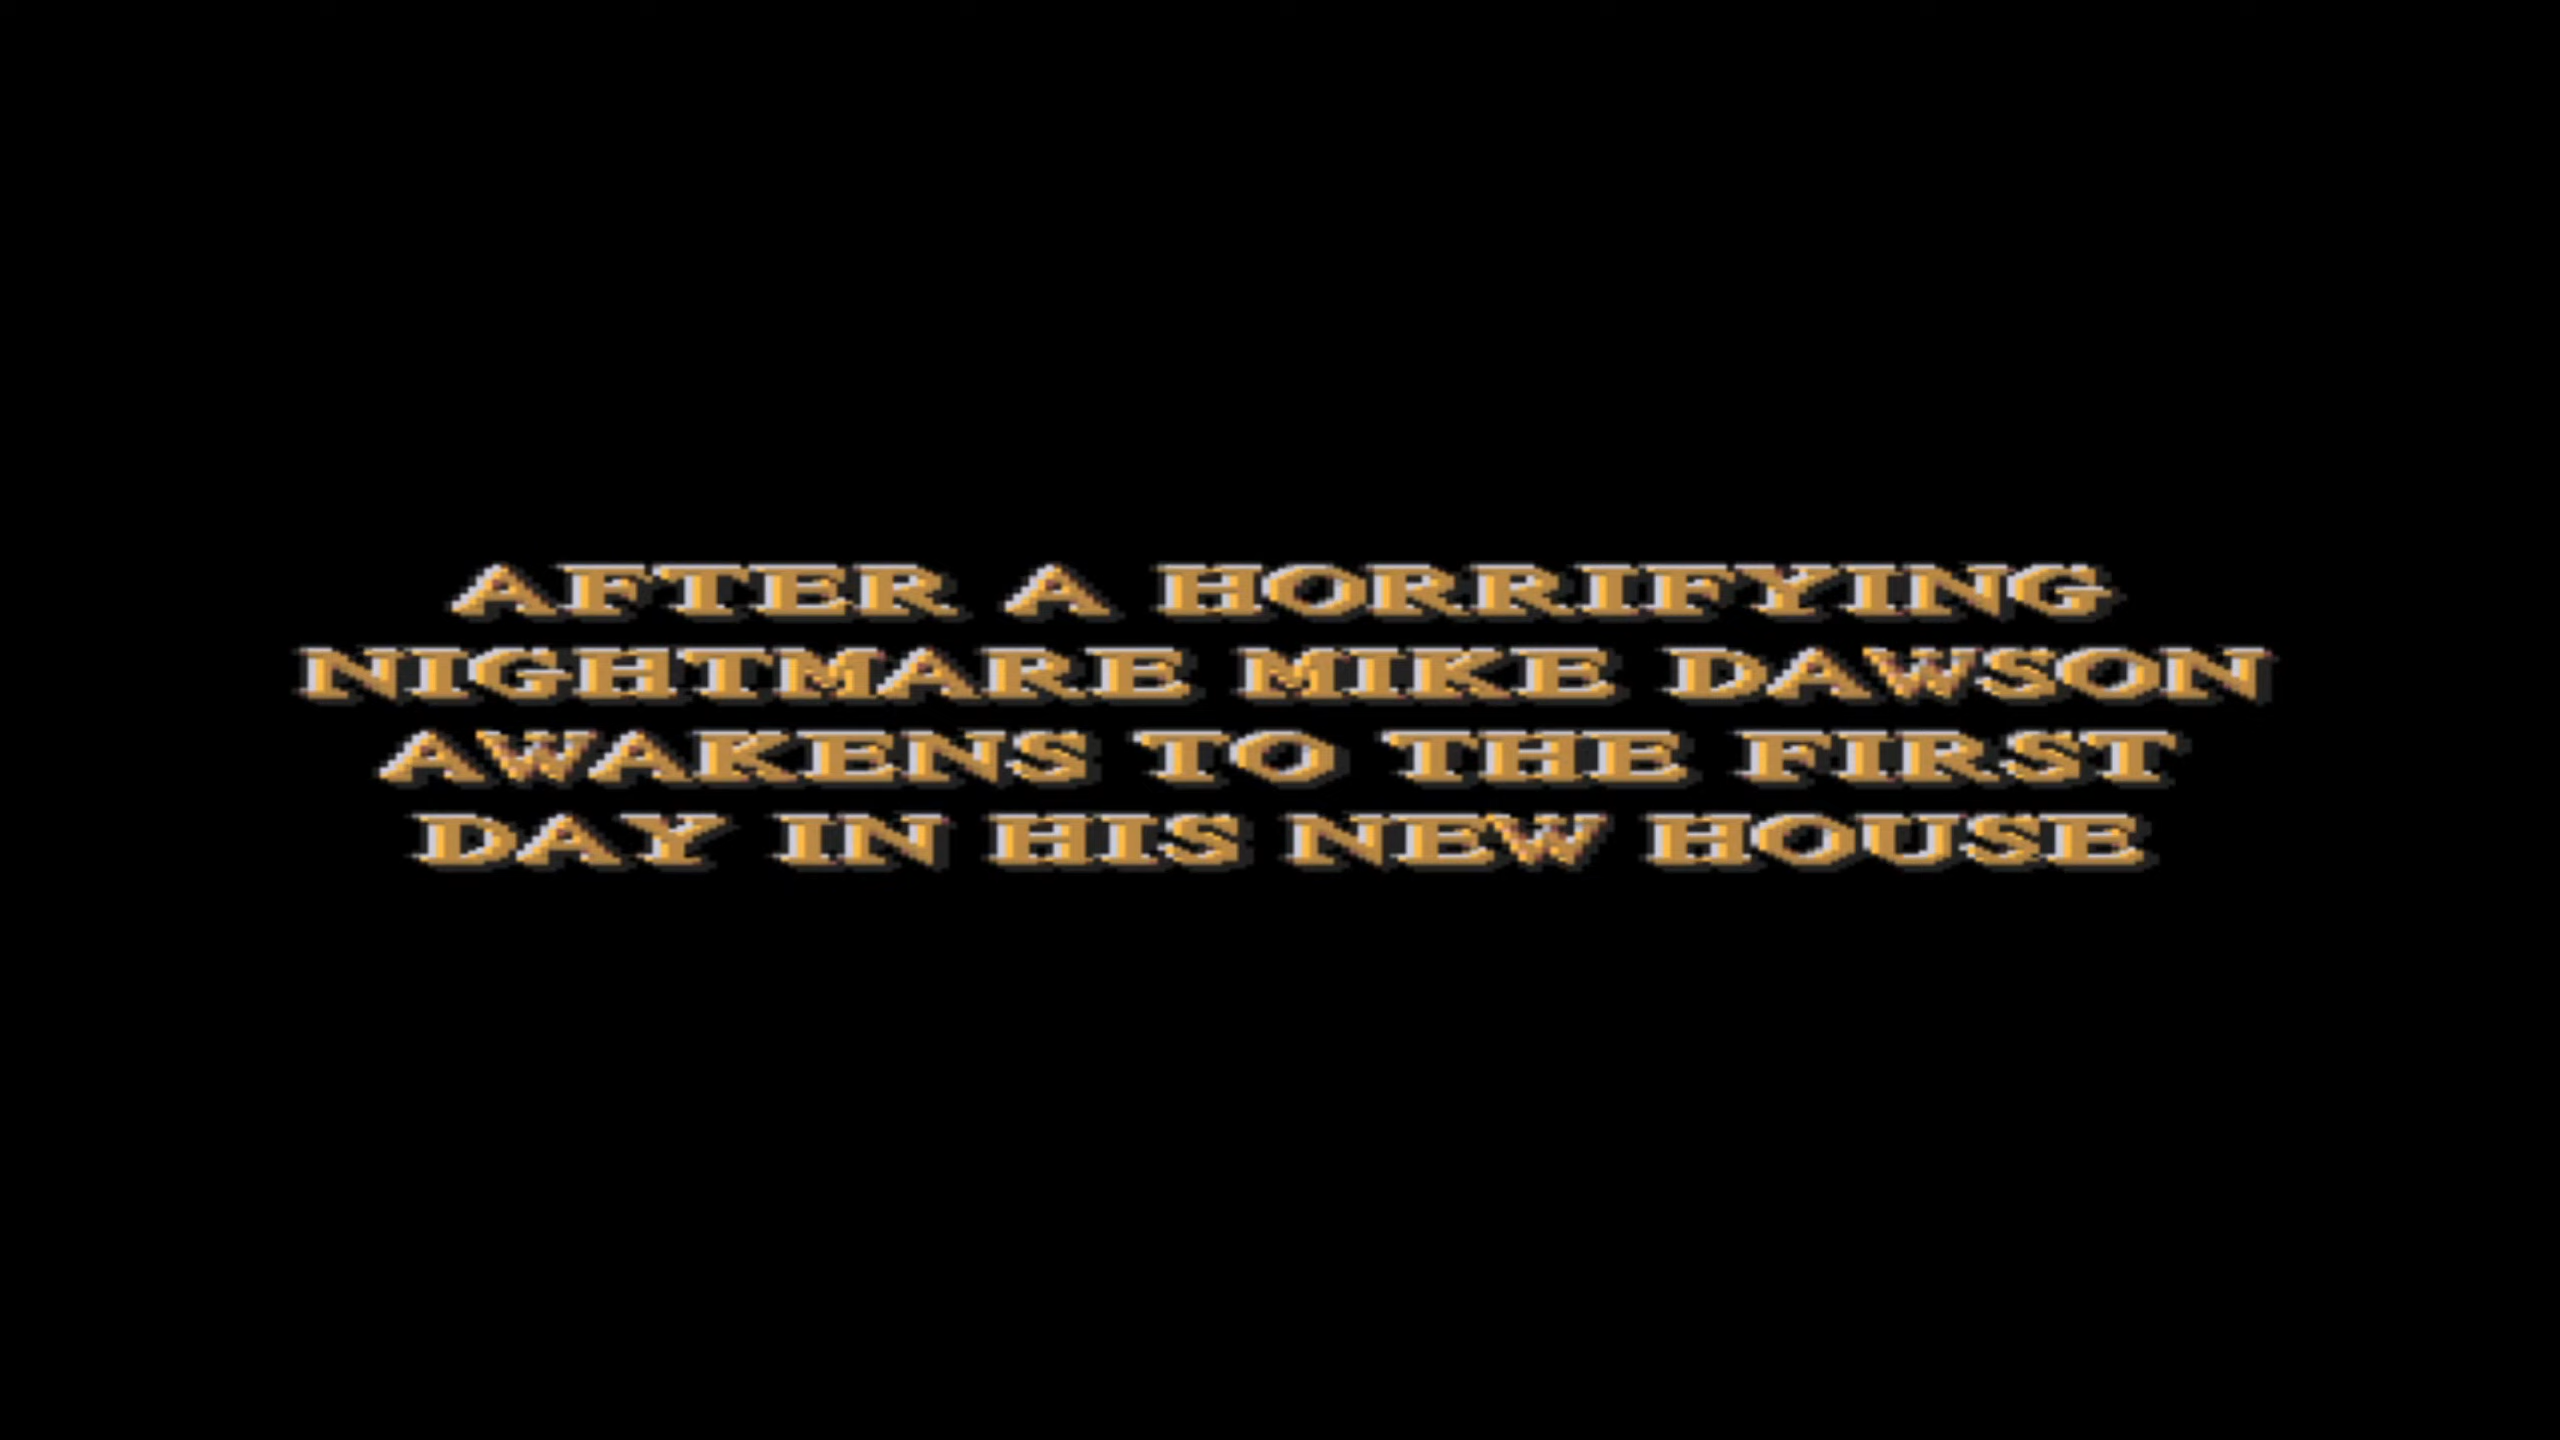 AFTER A HORRIFYING
NIGHTMARE MIKE DAWSON
AWAKENS TO THE FIRST
DAY IN HIS NEW HOUSE